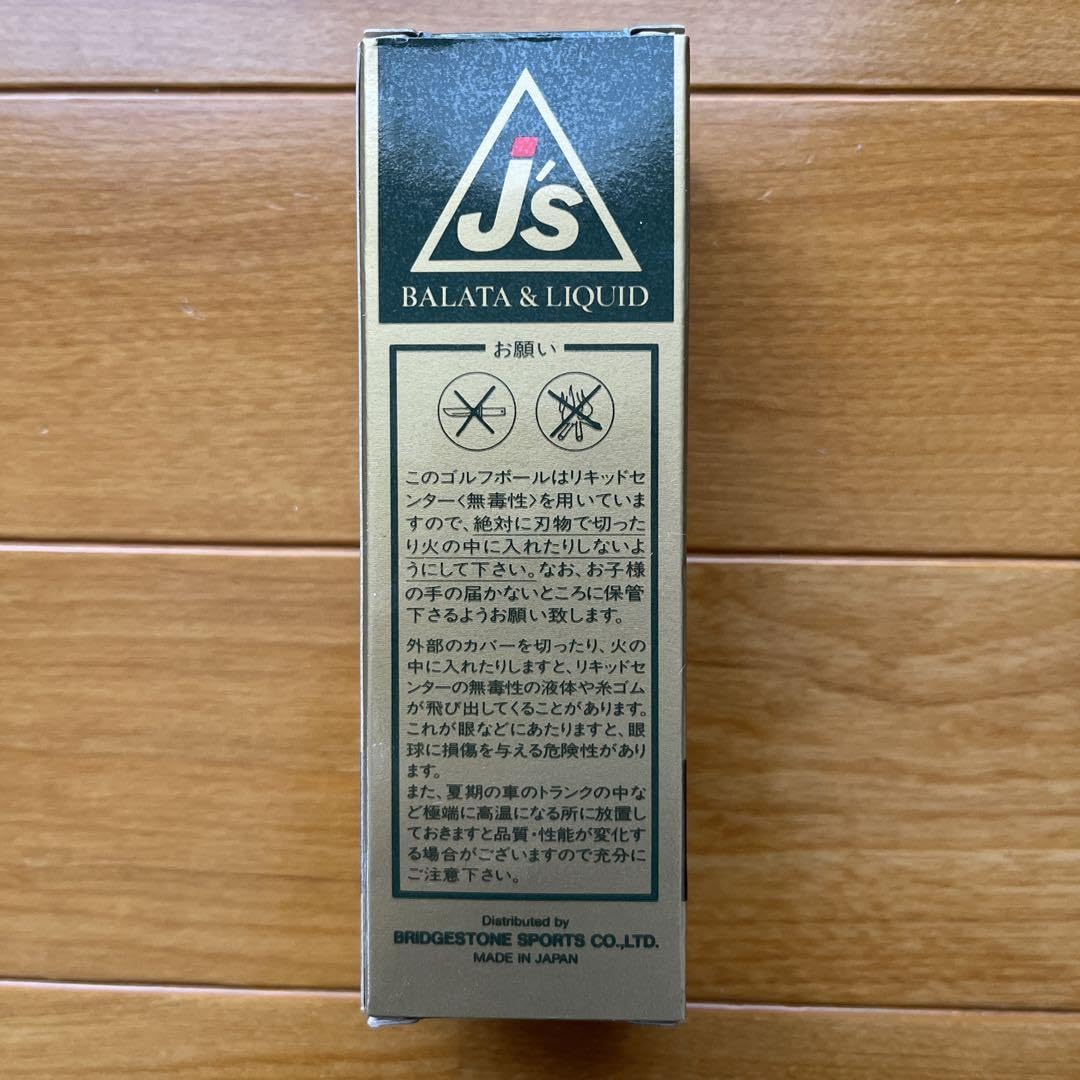 J's
BALATA & LIQUID
お願い
このゴルフボールはリキッドセ
ンター〈無毒性〉を用いていま
すので、絶対に刃物で切った
り火の中に入れたりしないよ
うにして下さい。なお、お子様
の手の届かないところに保管
下さるようお願い致します。
外部のカバーを切ったり、火の
中に入れたりしますと、リキッドセ
ンターの無毒性の液体や糸ゴム
が飛び出してくることがあります。
これが眼などにあたりますと、眼
球に損傷を与える危険性があり
ます。
また、夏期の車のトランクの中な
ど極端に高温になる所に放置し
ておきますと品質・性能が変化す
る場合がございますので充分に
ご注意下さい。
Distributed by
BRIDGESTONE SPORTS CO.,LTD.
MADE IN JAPAN